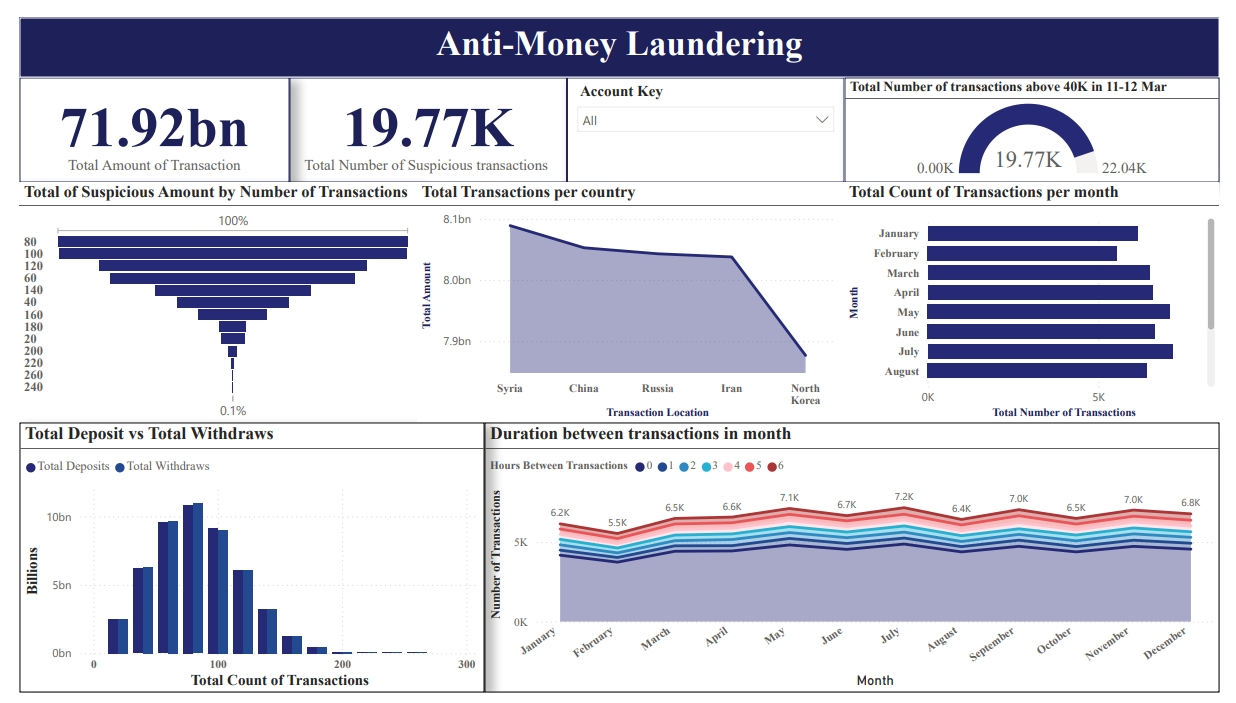 Anti-Money Laundering
71.92bn
Total Amount of Transaction
19.77K
Total Number of Suspicious transactions
Account Key
All
Total Number of transactions above 40K in 11-12 Mar
0.00K
19.77K
22.04K
Total of Suspicious Amount by Number of Transactions
100%
80
100
120
60
140
40
160
180
20
200
220
260
240
0.1%
Total Transactions per country
Total Amount
8.1bn
8.0bn
7.9bn
Syria
China
Russia
Iran
North
Korea
Transaction Location
Total Count of Transactions per month
Month
January
February
March
April
May
June
July
August
0K
5K
Total Number of Transactions
Total Deposit vs Total Withdraws
Total Deposits
Total Withdraws
Billions
10bn
5bn
0bn
0
100
200
300
Total Count of Transactions
Duration between transactions in month
Hours Between Transactions 0 1 2 3 4 5 6
Number of Transactions
5K
0K
6.2K
5.5K
6.5K
6.6K
7.1K
6.7K
7.2K
6.4K
7.0K
6.5K
7.0K
6.8K
January
February
March
April
May
June
July
August
September
October
November
December
Month